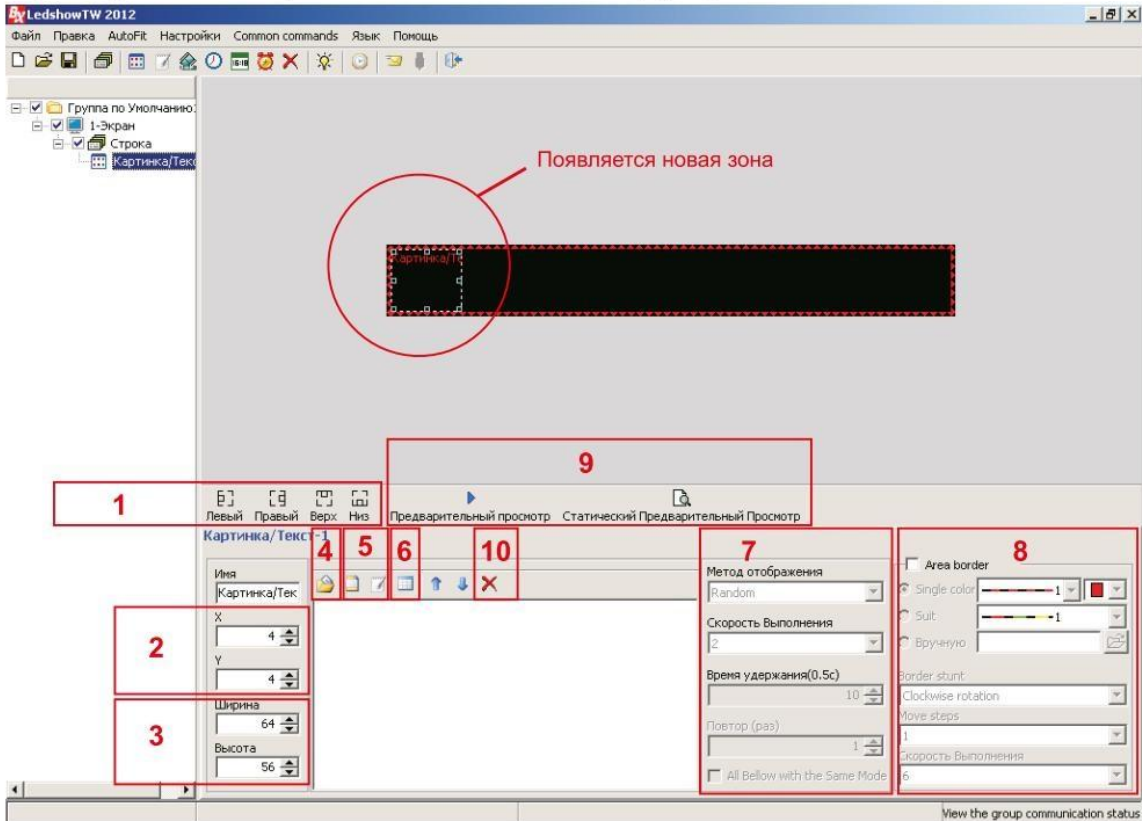 LedshowTW 2012
Файл Правка AutoFit Настройки Common commands Язык Помощь
Группа по Умолчанию:
1-Экран
Строка
Картинка/Текс
Появляется новая зона
Картинка/Те
9
1
Левый Правый Верх Низ Предварительный просмотр Статический Предварительный Просмотр
Картинка/Текст-1
4 5 6 10 7 8
Имя
Картинка/Тек
2
X
4
Y
4
3
Ширина
64
Высота
56
Метод отображения
Random
Скорость Выполнения
2
Время удержания(0.5с)
10
Повтор (раз)
1
All Bellow with the Same Mode
Area border
Single color 1
Suit 1
Вручную
Border stunt
Clockwise rotation
Move steps
1
Скорость Выполнения
6
View the group communication status